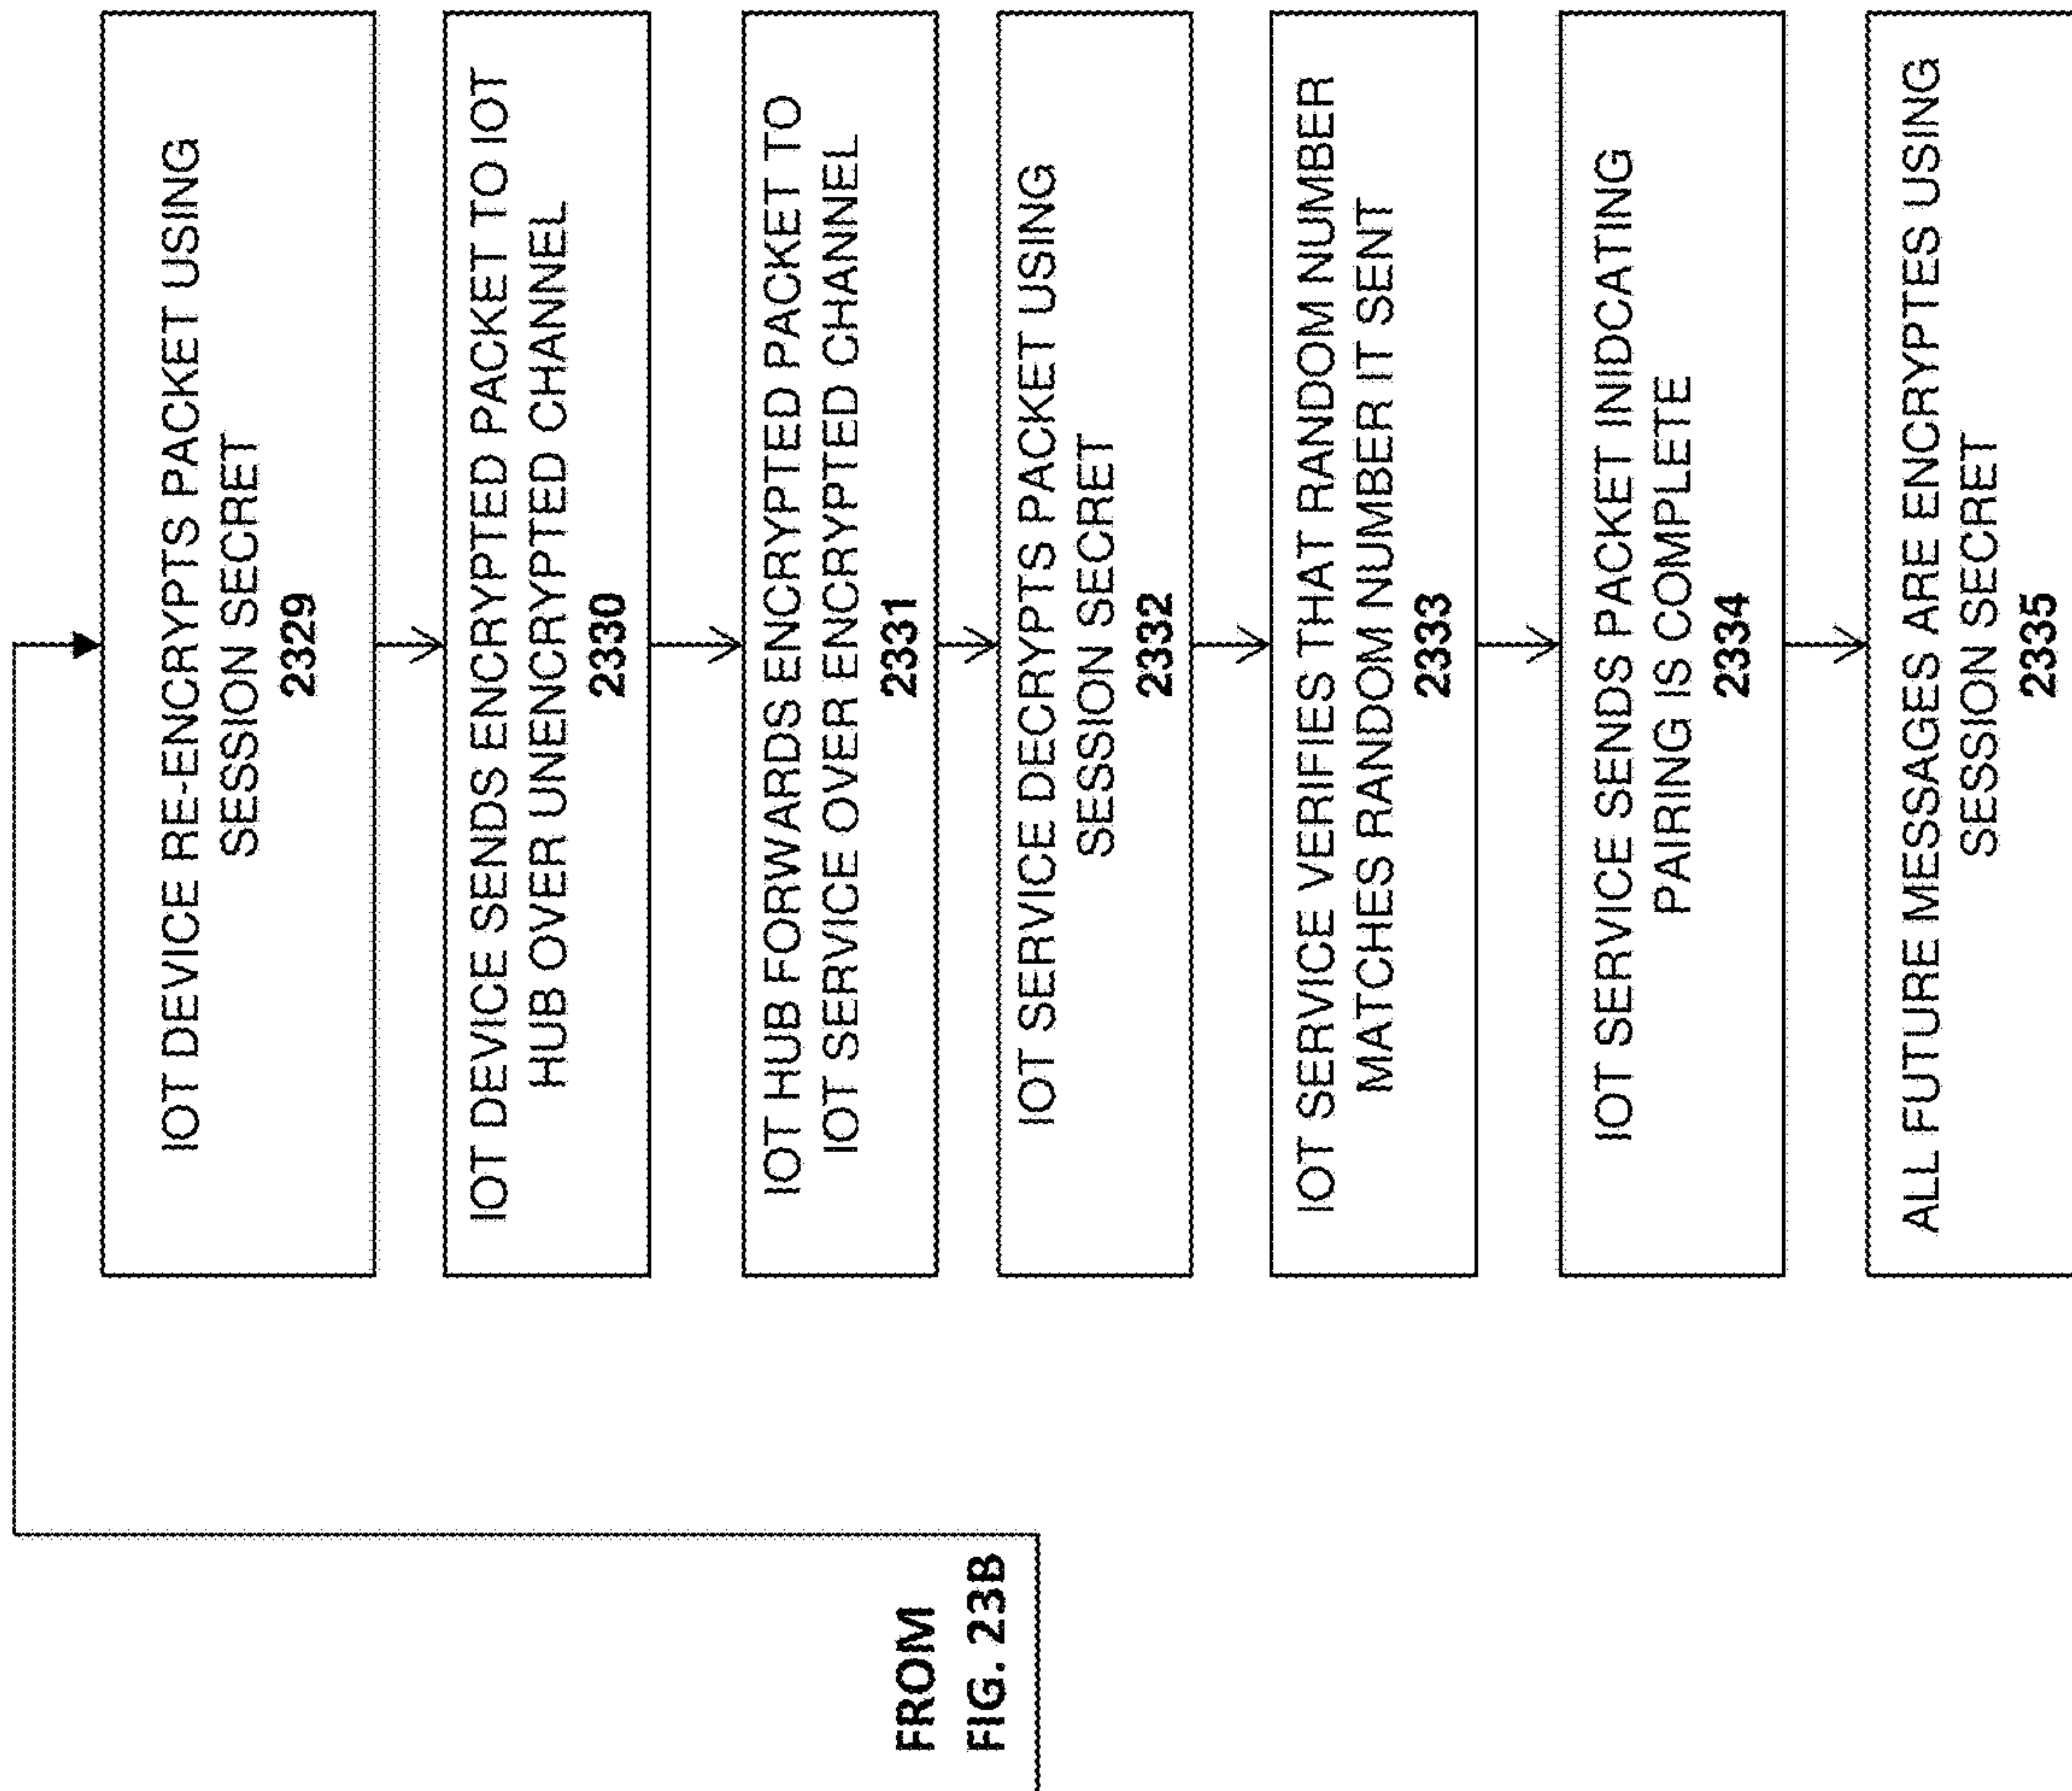 FROM
FIG. 23B
IOT DEVICE RE-ENCRYPTS PACKET USING
SESSION SECRET
2329
IOT DEVICE SENDS ENCRYPTED PACKET TO IOT
HUB OVER UNENCRYPTED CHANNEL
2330
IOT HUB FORWARDS ENCRYPTED PACKET TO
IOT SERVICE OVER ENCRYPTED CHANNEL
2331
IOT SERVICE DECRYPTS PACKET USING
SESSION SECRET
2332
IOT SERVICE VERIFIES THAT RANDOM NUMBER
MATCHES RANDOM NUMBER IT SENT
2333
IOT SERVICE SENDS PACKET INIDCATING
PAIRING IS COMPLETE
2334
ALL FUTURE MESSAGES ARE ENCRYPTES USING
SESSION SECRET
2335